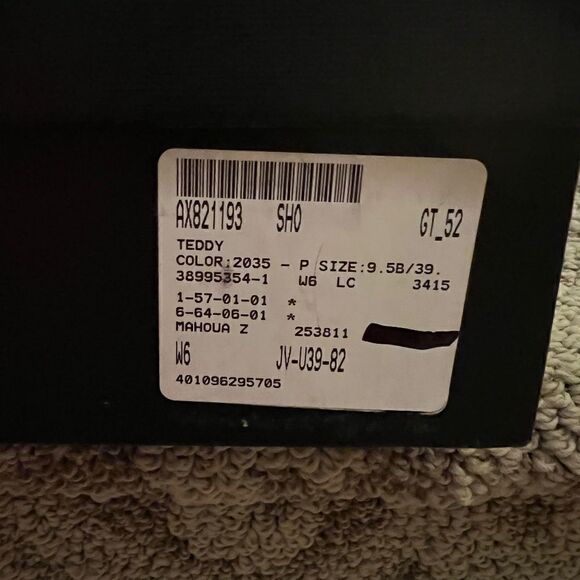 AX821193 SHO GT_52
TEDDY
COLOR:2035 - P SIZE:9.5B/39.
38995354-1 W6 LC 3415
1-57-01-01 *
6-64-06-01 *
MAHOUA Z 253811
W6 JV-U39-82
401096295705